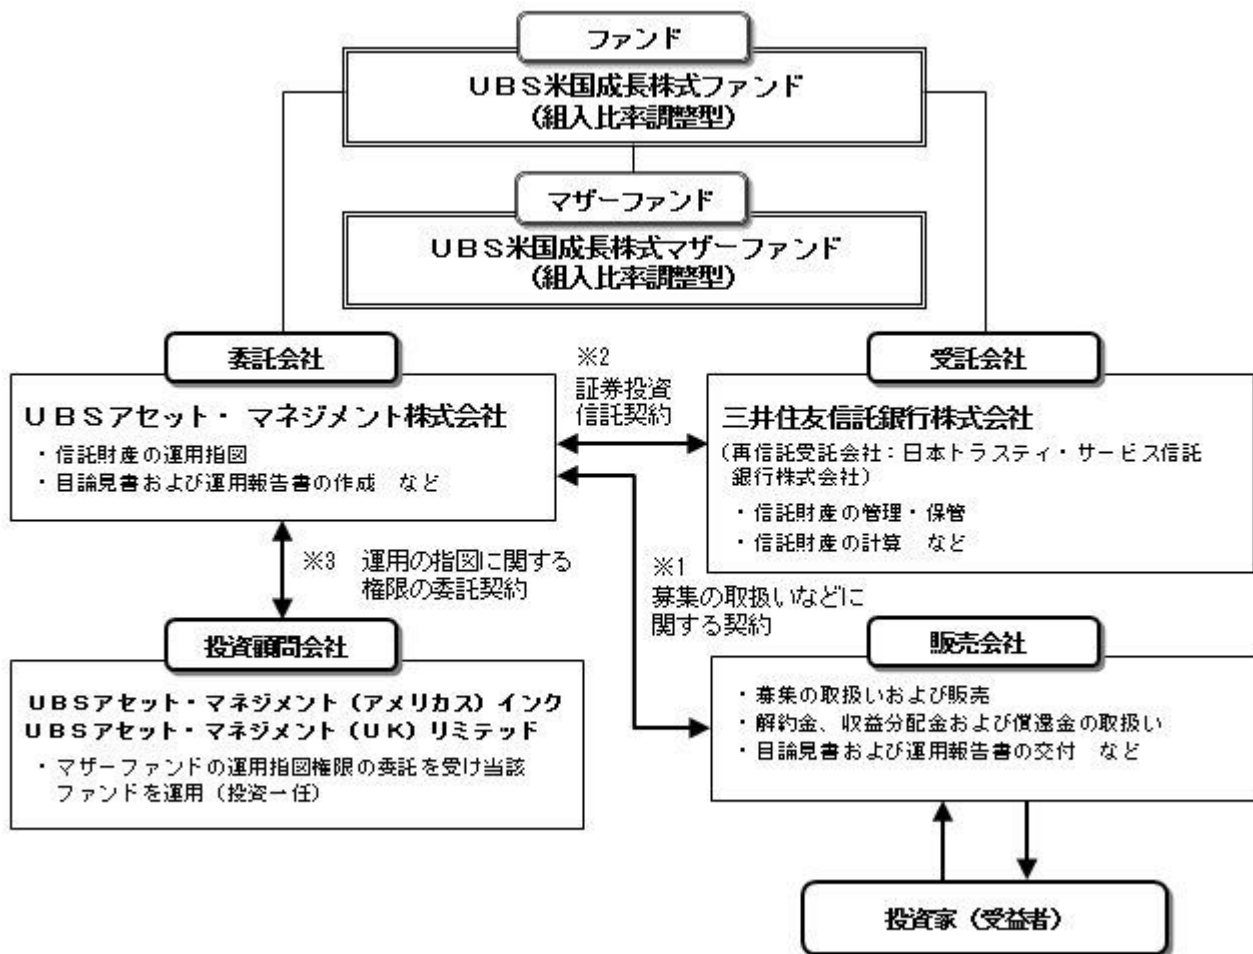 ファンド
UBS米国成長株式ファンド
(組入比率調整型)
マザーファンド
UBS米国成長株式マザーファンド
(組入比率調整型)
委託会社
UBSアセット・マネジメント株式会社
・信託財産の運用指図
・目論見書および運用報告書の作成 など
※2
証券投資
信託契約
受託会社
三井住友信託銀行株式会社
(再信託受託会社：日本トラスティ・サービス信託
銀行株式会社)
・信託財産の管理・保管
・信託財産の計算 など
※3 運用の指図に関する
権限の委託契約
※1
募集の取扱いなどに
関する契約
投資顧問会社
UBSアセット・マネジメント(アメリカス)インク
UBSアセット・マネジメント(UK)リミテッド
・マザーファンドの運用指図権限の委託を受け当該
ファンドを運用(投資一任)
販売会社
・募集の取扱いおよび販売
・解約金、収益分配金および償還金の取扱い
・目論見書および運用報告書の交付 など
投資家(受益者)